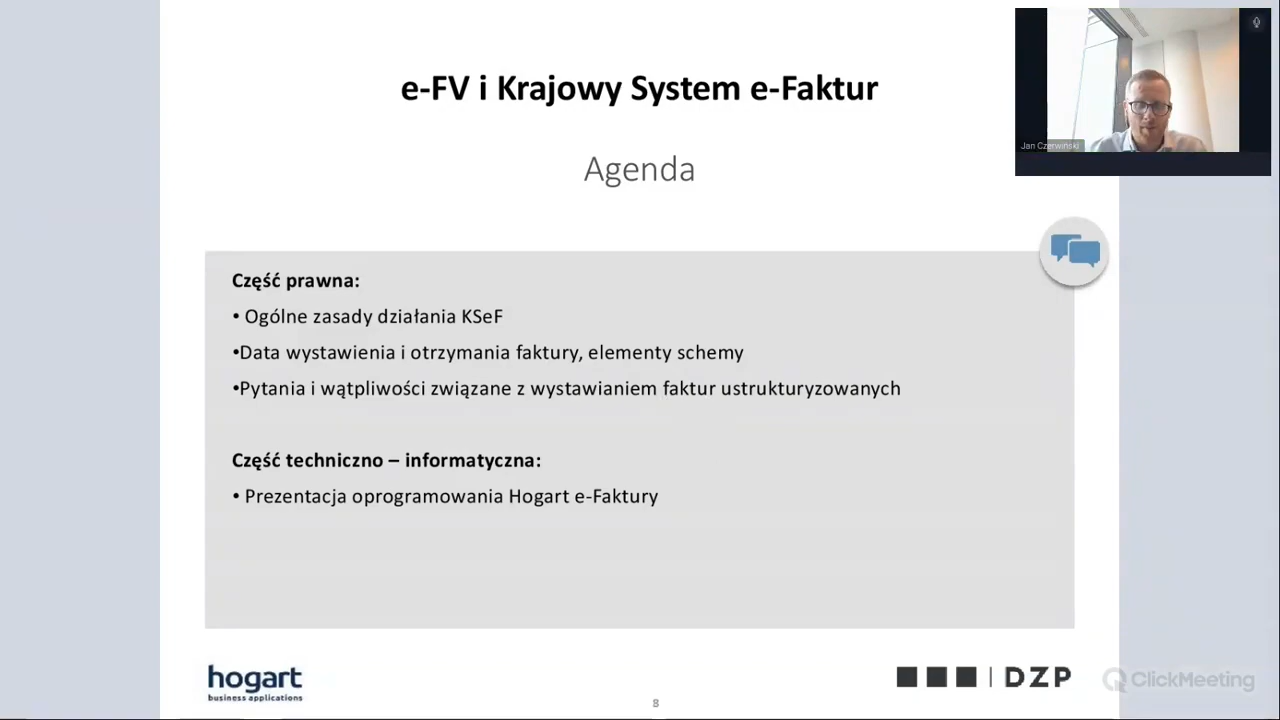 e-FV i Krajowy System e-Faktur
Jan Czerwiński
Agenda
Część prawna:
• Ogólne zasady działania KSeF
•Data wystawienia i otrzymania faktury, elementy schemy
•Pytania i wątpliwości związane z wystawianiem faktur ustrukturyzowanych
Część techniczno – informatyczna:
• Prezentacja oprogramowania Hogart e-Faktury
hogart
business applications
DZP
ClickMeeting
8